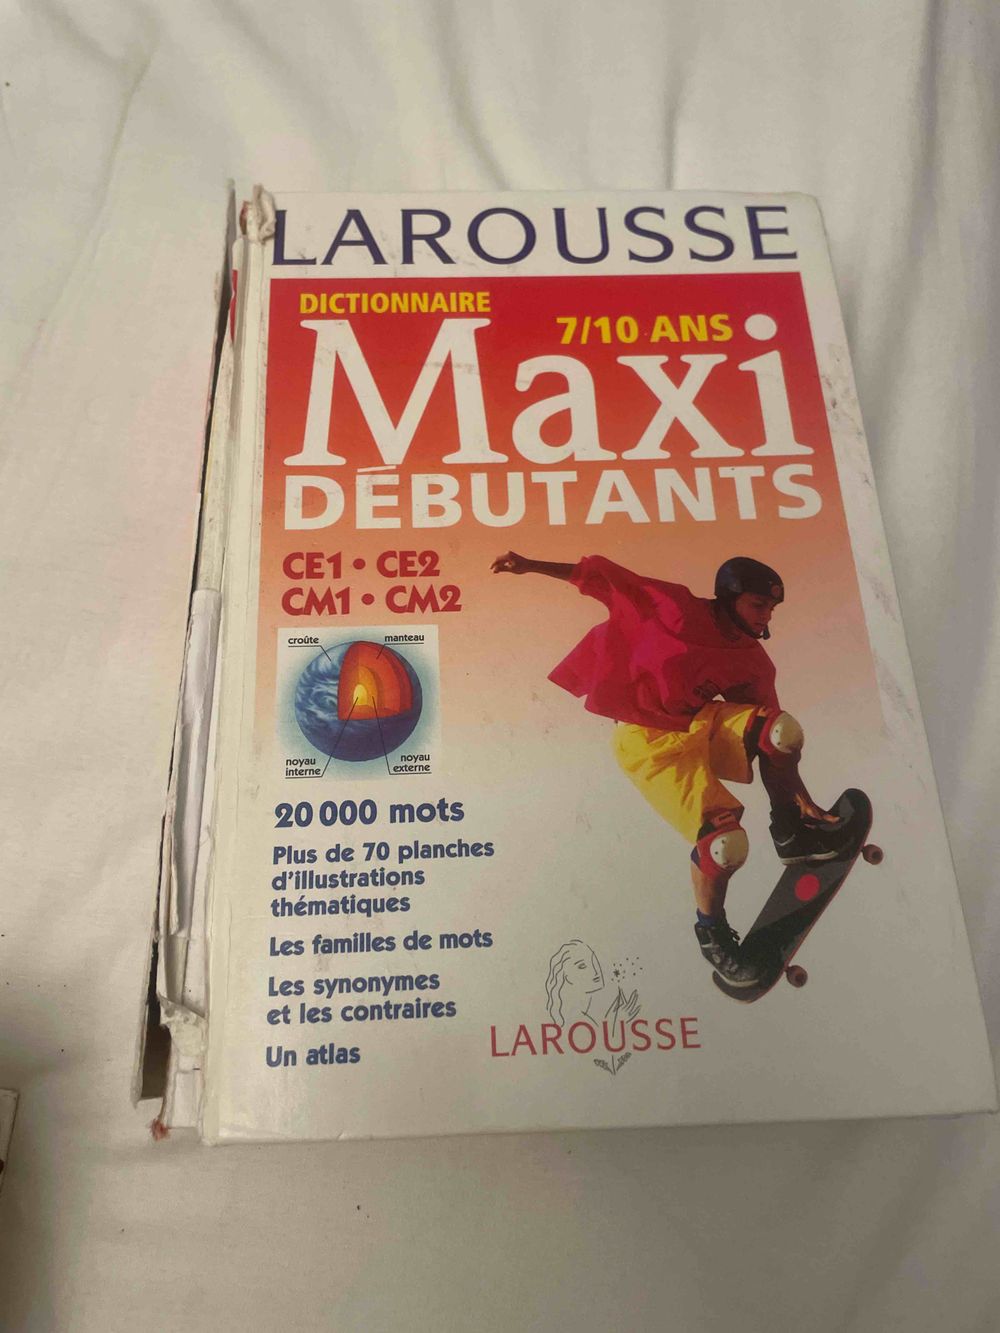 LAROUSSE
DICTIONNAIRE
7/10 ANS
Maxi
DÉBUTANTS
CE1 • CE2
CM1 • CM2
croûte
manteau
noyau
interne
noyau
externe
20 000 mots
Plus de 70 planches
d'illustrations
thématiques
Les familles de mots
Les synonymes
et les contraires
Un atlas
LAROUSSE